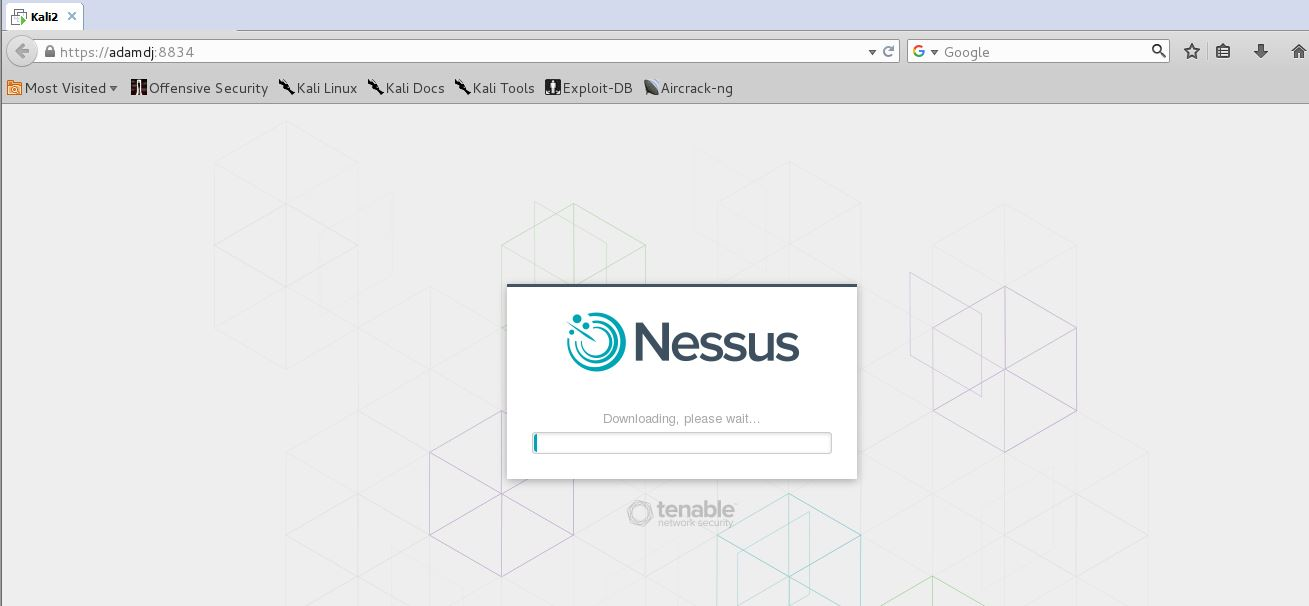 Kali2
https://adamdj:8834
Google
Most Visited
Offensive Security
Kali Linux
Kali Docs
Kali Tools
Exploit-DB
Aircrack-ng
Nessus
Downloading, please wait...
tenable
network security